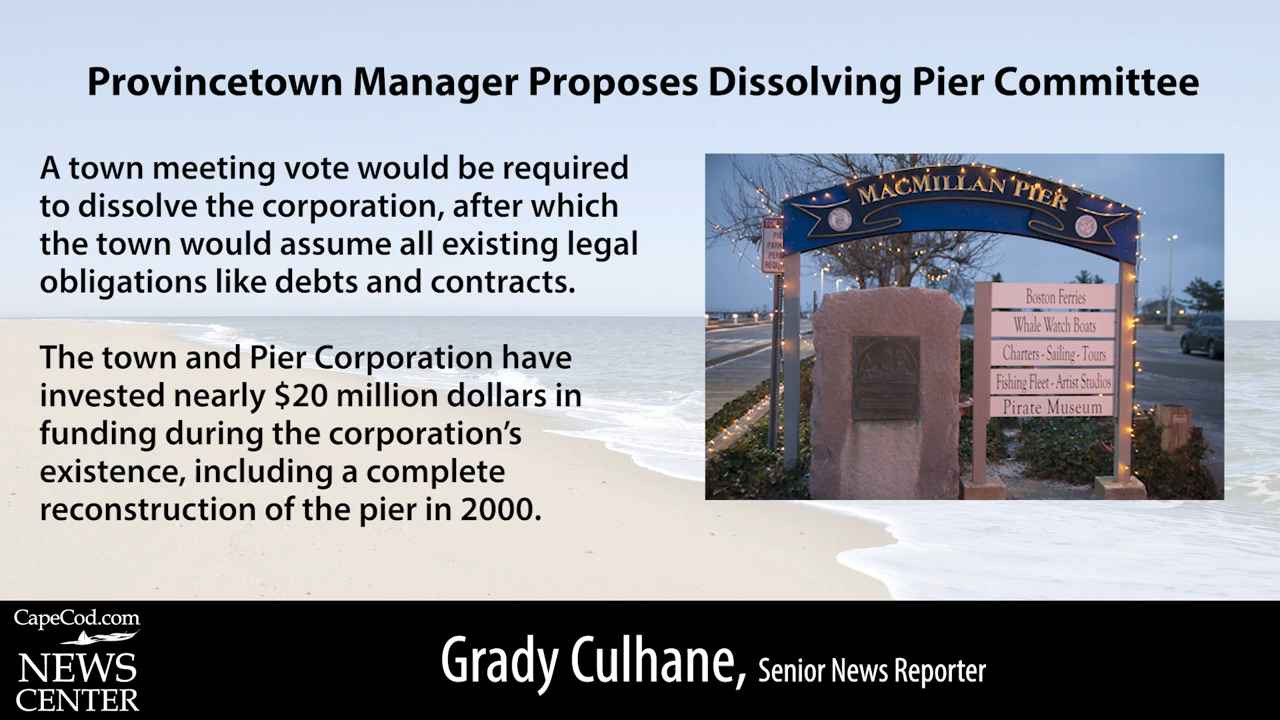 Provincetown Manager Proposes Dissolving Pier Committee
A town meeting vote would be required
to dissolve the corporation, after which
the town would assume all existing legal
obligations like debts and contracts.
The town and Pier Corporation have
invested nearly $20 million dollars in
funding during the corporation's
existence, including a complete
reconstruction of the pier in 2000.
MACMILLAN PIER
Boston Ferries
Whale Watch Boats
Charters - Sailing - Tours
Fishing Fleet - Artist Studios
Pirate Museum
CapeCod.com
NEWS
CENTER
Grady Culhane, Senior News Reporter